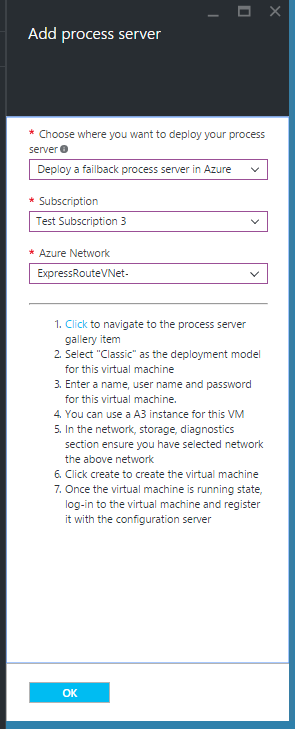 Add process server
* Choose where you want to deploy your process
server
Deploy a failback process server in Azure
* Subscription
Test Subscription 3
* Azure Network
ExpressRouteVNet-
1. Click to navigate to the process server
gallery item
2. Select "Classic" as the deployment model
for this virtual machine
3. Enter a name, user name and password
for this virtual machine.
4. You can use a A3 instance for this VM
5. In the network, storage, diagnostics
section ensure you have selected network
the above network
6. Click create to create the virtual machine
7. Once the virtual machine is running state,
log-in to the virtual machine and register
it with the configuration server
OK